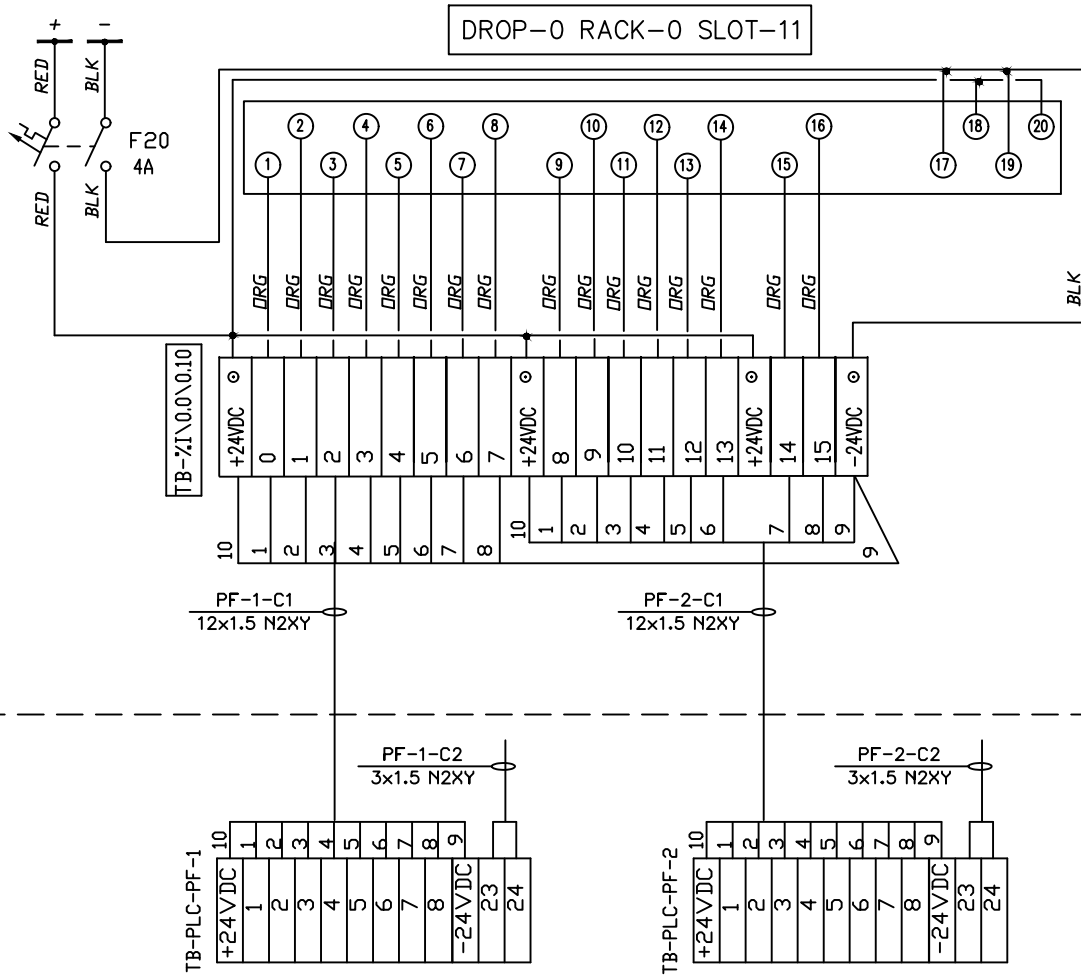 DROP-0 RACK-0 SLOT-11
+ -
RED BLK
F20
4A
RED BLK
2 4 6 8 10 12 14 16 18 20
1 3 5 7 9 11 13 15 17 19
ORG ORG ORG ORG ORG ORG ORG ORG ORG ORG ORG ORG ORG ORG ORG ORG
BLK
TB-%I\0.0\0.10
+24VDC 0 1 2 3 4 5 6 7 +24VDC 8 9 10 11 12 13 +24VDC 14 15 -24VDC
10 1 2 3 4 5 6 7 8 10 1 2 3 4 5 6 7 8 9 9
PF-1-C1
12x1.5 N2XY
PF-2-C1
12x1.5 N2XY
PF-1-C2
3x1.5 N2XY
PF-2-C2
3x1.5 N2XY
TB-PLC-PF-1
10 1 2 3 4 5 6 7 8 9
+24VDC 1 2 3 4 5 6 7 8 -24VDC 23 24
TB-PLC-PF-2
10 1 2 3 4 5 6 7 8 9
+24VDC 1 2 3 4 5 6 7 8 -24VDC 23 24